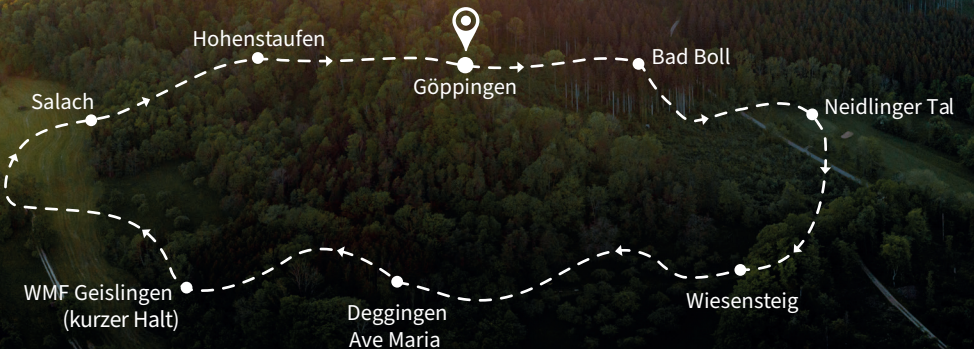 Hohenstaufen
Bad Boll
Göppingen
Salach
Neidlinger Tal
WMF Geislingen
(kurzer Halt)
Wiesensteig
Deggingen
Ave Maria